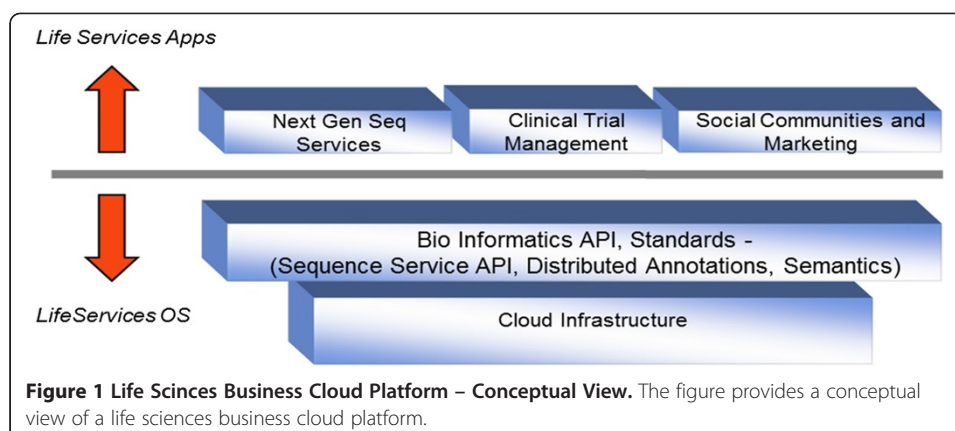 Life Services Apps
Next Gen Seq
Services
Clinical Trial
Management
Social Communities and
Marketing
Bio Informatics API, Standards -
(Sequence Service API, Distributed Annotations, Semantics)
LifeServices OS
Cloud Infrastructure
Figure 1 Life Scinces Business Cloud Platform – Conceptual View. The figure provides a conceptual
view of a life sciences business cloud platform.